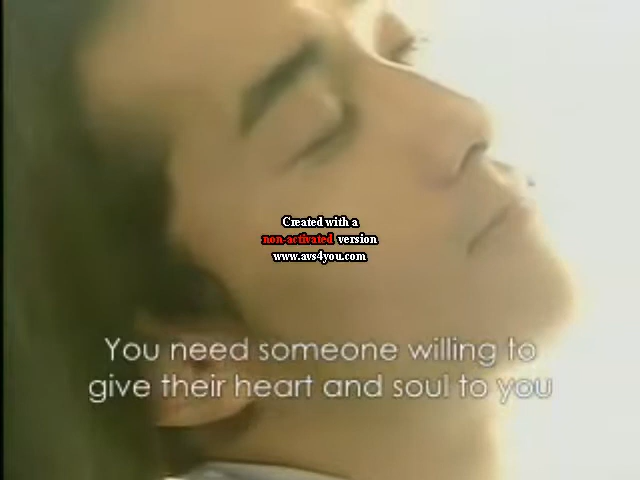 Created with a
non-activated version
www.avs4you.com
You need someone willing to
give their heart and soul to you